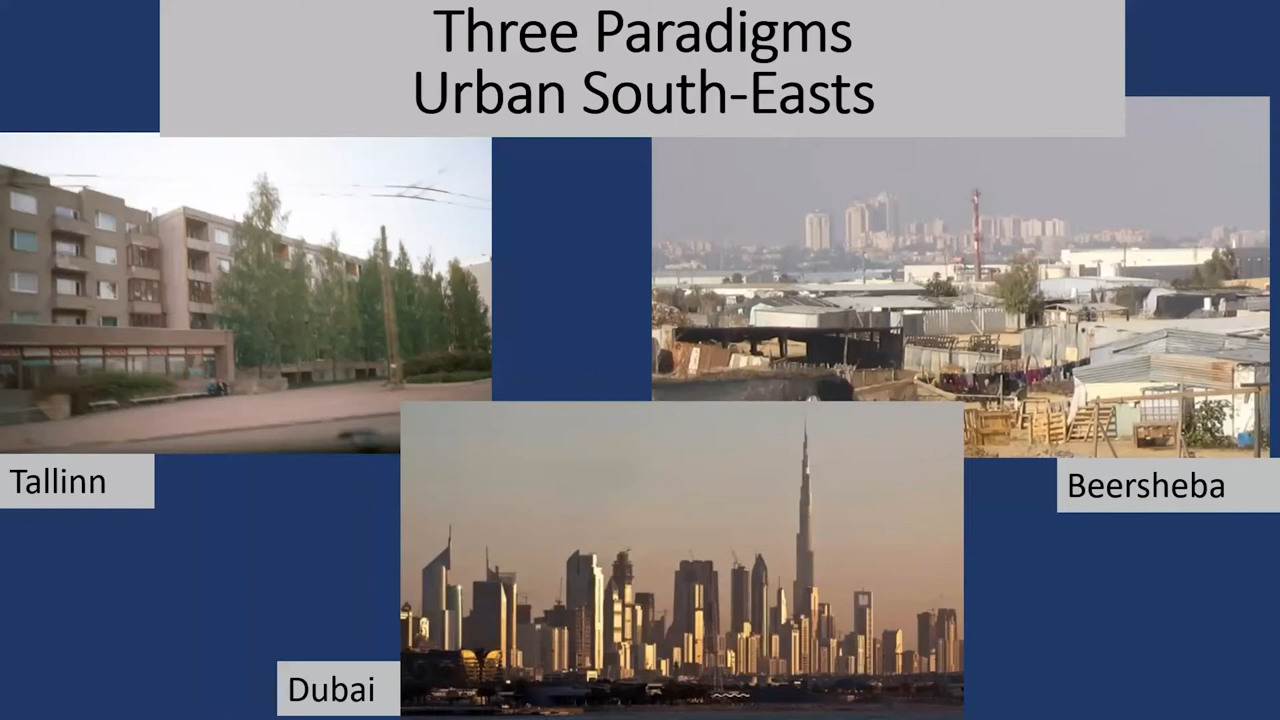 Three Paradigms
Urban South-Easts
Tallinn
Beersheba
Dubai